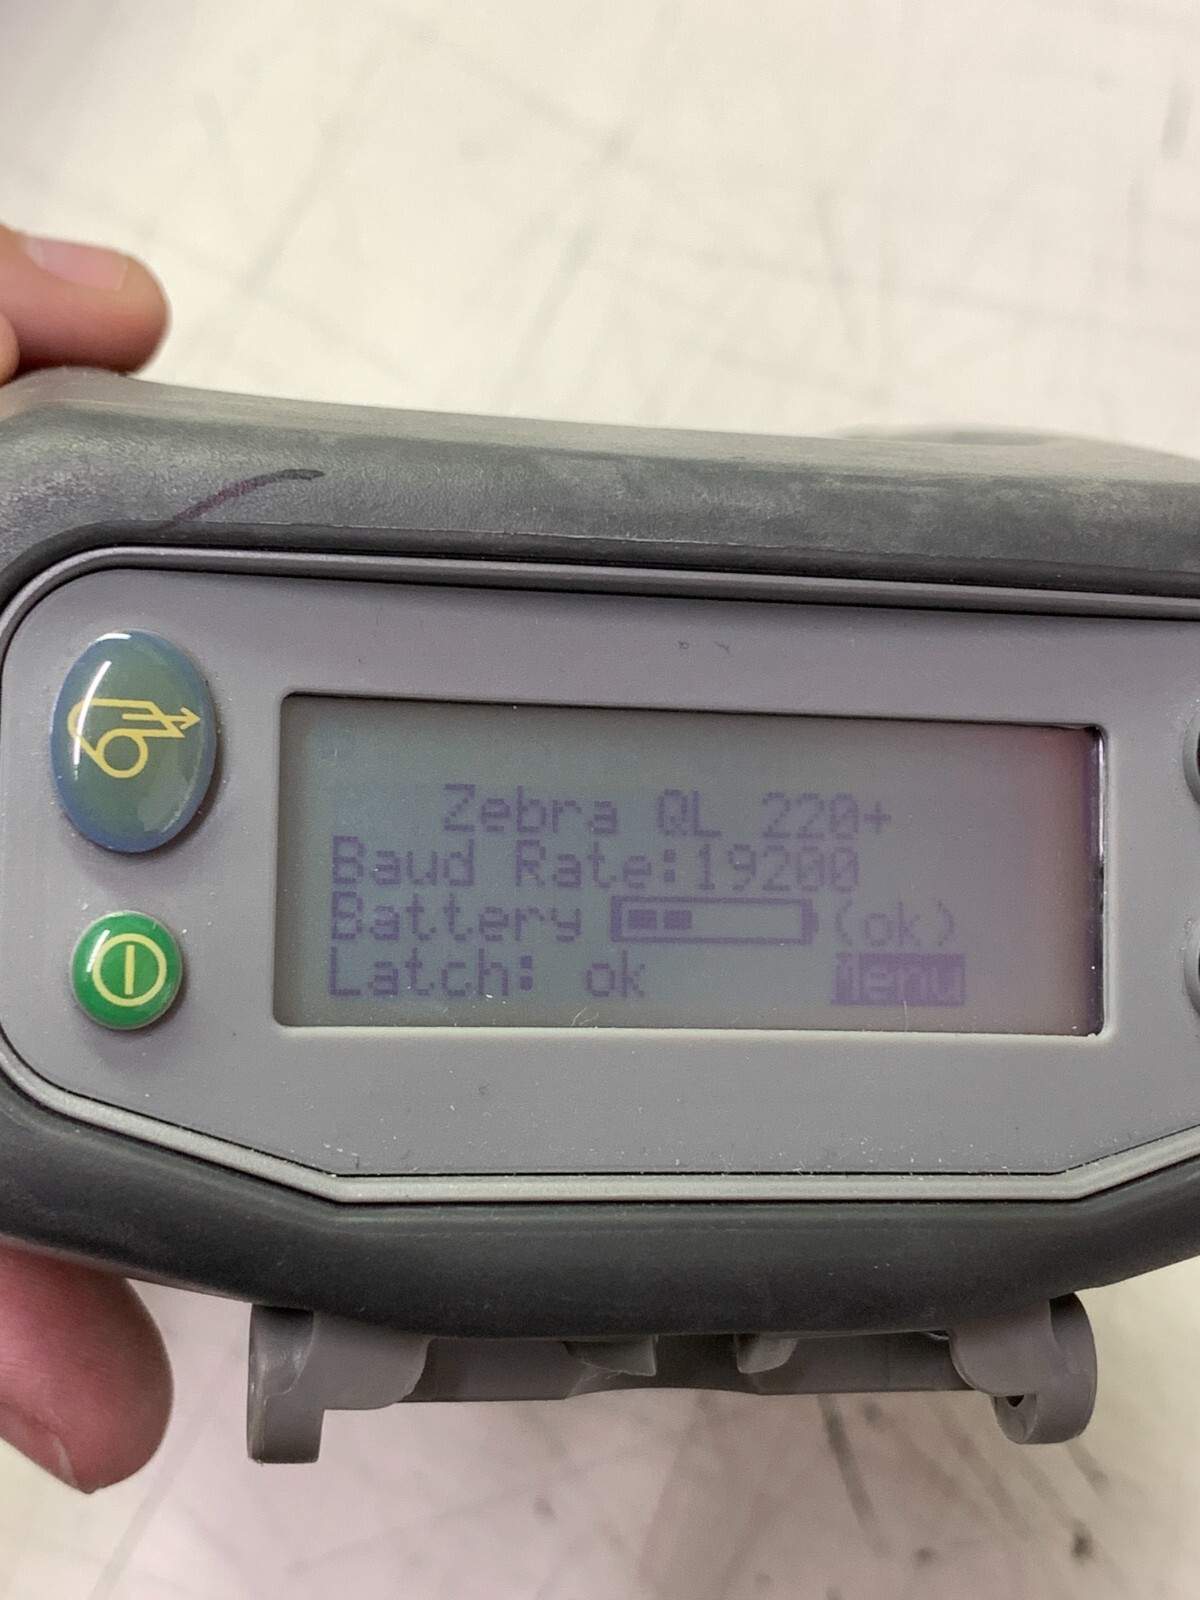 Zebra QL 220+
Baud Rate:19200
Battery (ok)
Latch: ok Menu